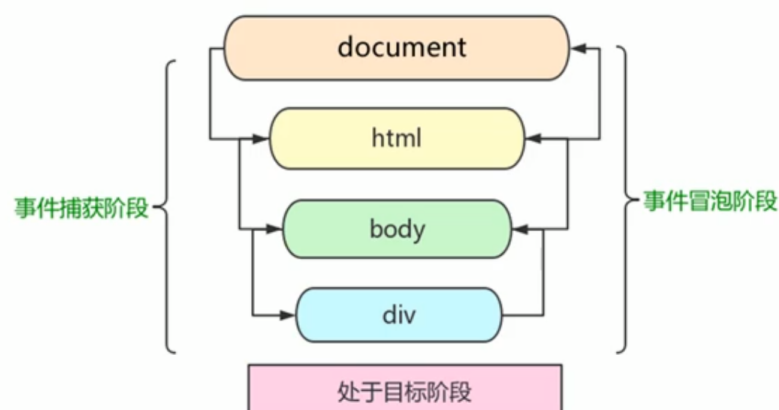 document
html
事件捕获阶段
事件冒泡阶段
body
div
处于目标阶段